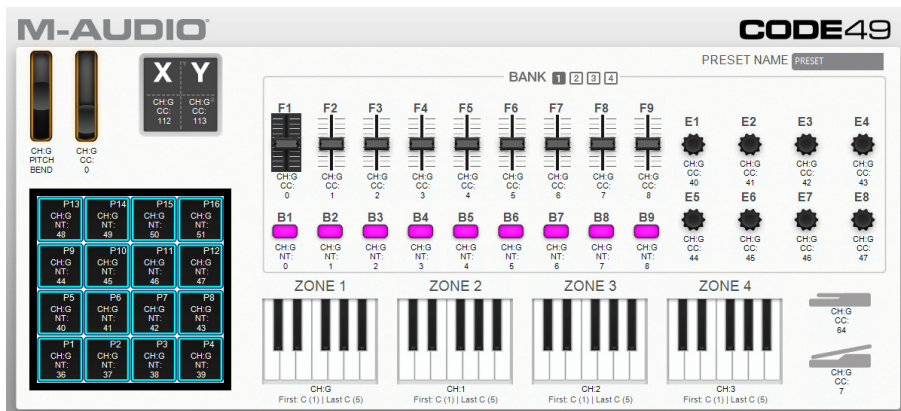 M-AUDIO
CODE49
PRESET NAME PRESET
BANK 1 2 3 4
X Y Y
CH:G CH:G X
CC: CC:
112 113
CH:G CH:G
PITCH CC:
BEND 0
F1 F2 F3 F4 F5 F6 F7 F8 F9
CH:G CH:G CH:G CH:G CH:G CH:G CH:G CH:G CH:G
CC: CC: CC: CC: CC: CC: CC: CC: CC:
0 1 2 3 4 5 6 7 8
B1 B2 B3 B4 B5 B6 B7 B8 B9
CH:G CH:G CH:G CH:G CH:G CH:G CH:G CH:G CH:G
NT: NT: NT: NT: NT: NT: NT: NT: NT:
0 1 2 3 4 5 6 7 8
E1 E2 E3 E4
CH:G CH:G CH:G CH:G
CC: CC: CC: CC:
40 41 42 43
E5 E6 E7 E8
CH:G CH:G CH:G CH:G
CC: CC: CC: CC:
44 45 46 47
P13 P14 P15 P16
CH:G CH:G CH:G CH:G
NT: NT: NT: NT:
48 49 50 51
P9 P10 P11 P12
CH:G CH:G CH:G CH:G
NT: NT: NT: NT:
44 45 46 47
P5 P6 P7 P8
CH:G CH:G CH:G CH:G
NT: NT: NT: NT:
40 41 42 43
P1 P2 P3 P4
CH:G CH:G CH:G CH:G
NT: NT: NT: NT:
36 37 38 39
ZONE 1 ZONE 2 ZONE 3 ZONE 4
CH:G CH:1 CH:2 CH:3
First: C (1) | Last C (5) First: C (1) | Last C (5) First: C (1) | Last C (5) First: C (1) | Last C (5)
CH:G
CC:
64
CH:G
CC:
7